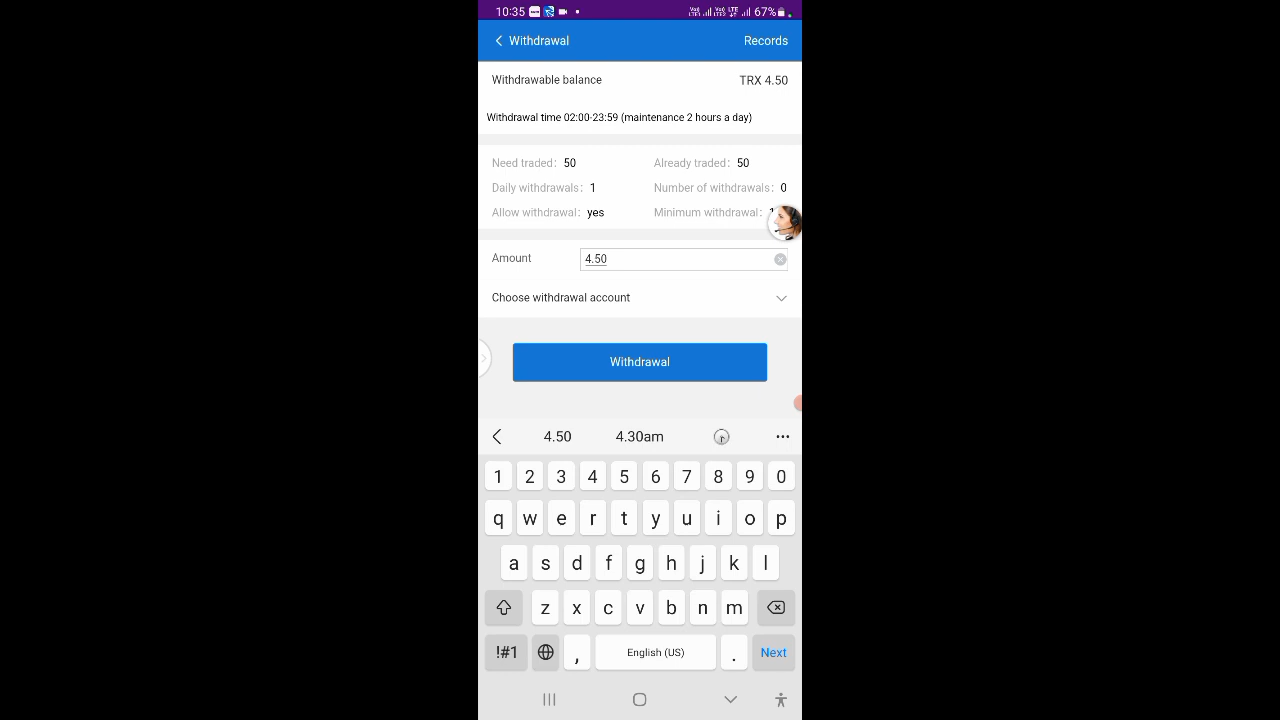 10:35
67%
Withdrawal Records
Withdrawable balance TRX 4.50
Withdrawal time 02:00-23:59 (maintenance 2 hours a day)
Need traded: 50 Already traded: 50
Daily withdrawals: 1 Number of withdrawals: 0
Allow withdrawal: yes Minimum withdrawal:
Amount 4.50
Choose withdrawal account
Withdrawal
4.50 4.30am
1 2 3 4 5 6 7 8 9 0
q w e r t y u i o p
a s d f g h j k l
z x c v b n m
!#1 , English (US) . Next